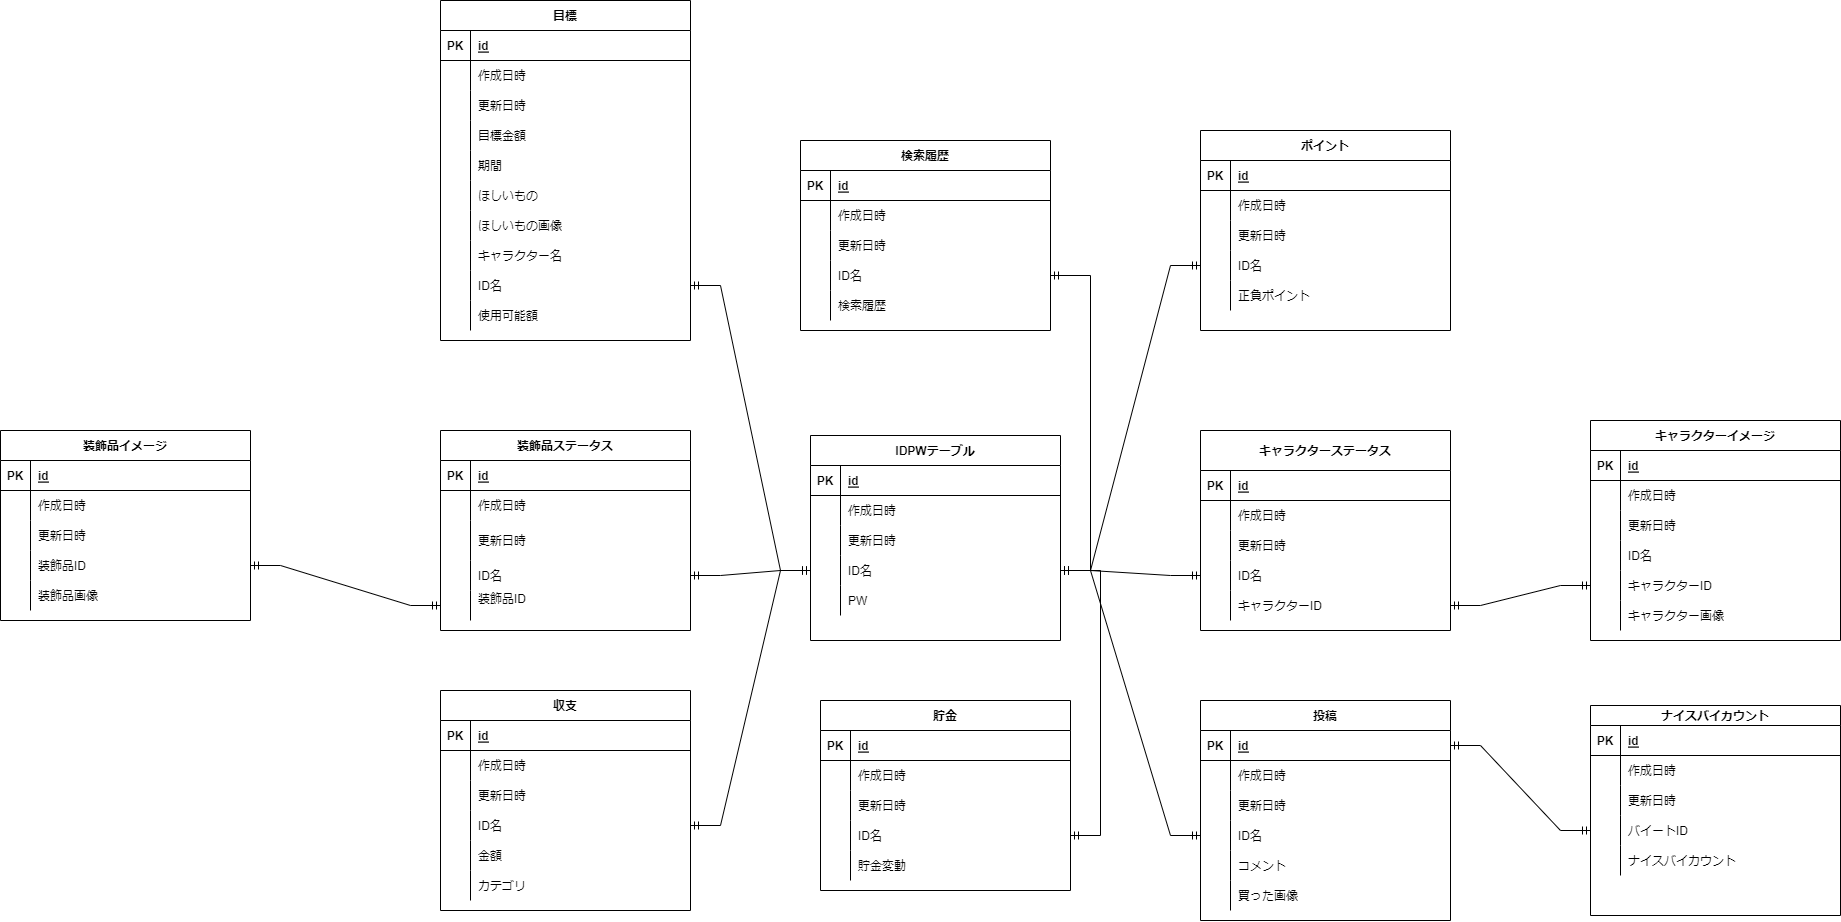 目標
PK id
作成日時
更新日時
目標金額
期間
ほしいもの
ほしいもの画像
キャラクター名
ID名
使用可能額
検索履歴
PK id
作成日時
更新日時
ID名
検索履歴
ポイント
PK id
作成日時
更新日時
ID名
正負ポイント
装飾品イメージ
PK id
作成日時
更新日時
装飾品ID
装飾品画像
装飾品ステータス
PK id
作成日時
更新日時
ID名
装飾品ID
IDPWテーブル
PK id
作成日時
更新日時
ID名
PW
キャラクターステータス
PK id
作成日時
更新日時
ID名
キャラクターID
キャラクターイメージ
PK id
作成日時
更新日時
ID名
キャラクターID
キャラクター画像
収支
PK id
作成日時
更新日時
ID名
金額
カテゴリ
貯金
PK id
作成日時
更新日時
ID名
貯金変動
投稿
PK id
作成日時
更新日時
ID名
コメント
買った画像
ナイスバイカウント
PK id
作成日時
更新日時
バイートID
ナイスバイカウント